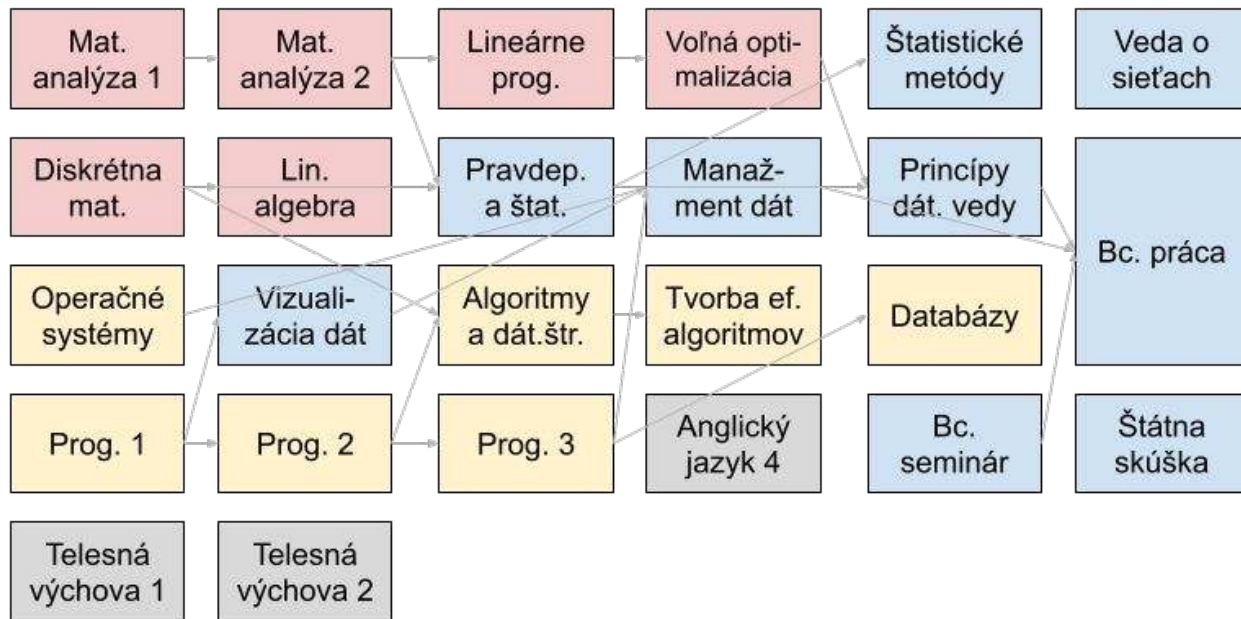 Mat.
analýza 1
Mat.
analýza 2
Lineárne
prog.
Voľná opti-
malizácia
Štatistické
metódy
Veda o
sieťach
Diskrétna
mat.
Lin.
algebra
Pravdep.
a štat.
Manaž-
ment dát
Princípy
dát. vedy
Bc. práca
Operačné
systémy
Vizuali-
zácia dát
Algoritmy
a dát.štr.
Tvorba ef.
algoritmov
Databázy
Prog. 1
Prog. 2
Prog. 3
Anglický
jazyk 4
Bc.
seminár
Štátna
skúška
Telesná
výchova 1
Telesná
výchova 2